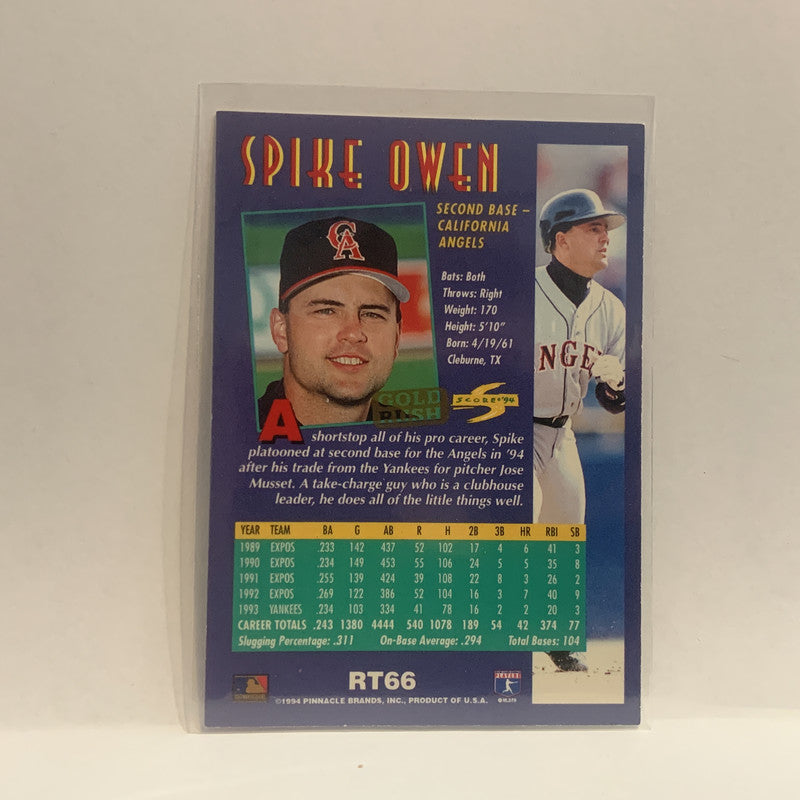 SPIKE OWEN
SECOND BASE –
CALIFORNIA
ANGELS
CA
NGE
Bats: Both
Throws: Right
Weight: 170
Height: 5'10"
Born: 4/19/61
Cleburne, TX
GOLD
RUSH
SCORE '94
A shortstop all of his pro career, Spike
platooned at second base for the Angels in '94
after his trade from the Yankees for pitcher Jose
Musset. A take-charge guy who is a clubhouse
leader, he does all of the little things well.
YEAR TEAM BA G AB R H 2B 3B HR RBI SB
1989 EXPOS .233 142 437 52 102 17 4 6 41 3
1990 EXPOS .234 149 453 55 106 24 5 5 35 8
1991 EXPOS .255 139 424 39 108 22 8 3 26 2
1992 EXPOS .269 122 386 52 104 16 3 7 40 9
1993 YANKEES .234 103 334 41 78 16 2 2 20 3
CAREER TOTALS .243 1380 4444 540 1078 189 54 42 374 77
Slugging Percentage: .311 On-Base Average: .294 Total Bases: 104
RT66
PLAYERS
©1994 PINNACLE BRANDS, INC., PRODUCT OF U.S.A.